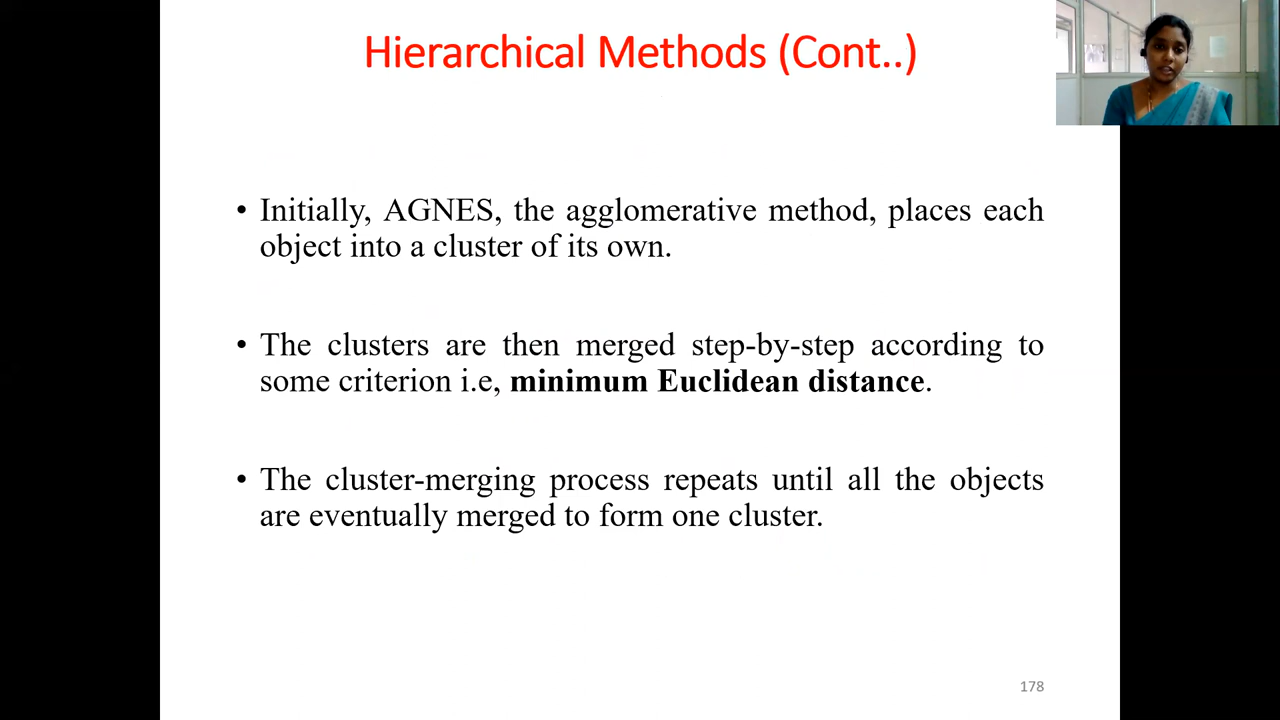 Hierarchical Methods (Cont..)
• Initially, AGNES, the agglomerative method, places each
object into a cluster of its own.
• The clusters are then merged step-by-step according to
some criterion i.e, minimum Euclidean distance.
• The cluster-merging process repeats until all the objects
are eventually merged to form one cluster.
178